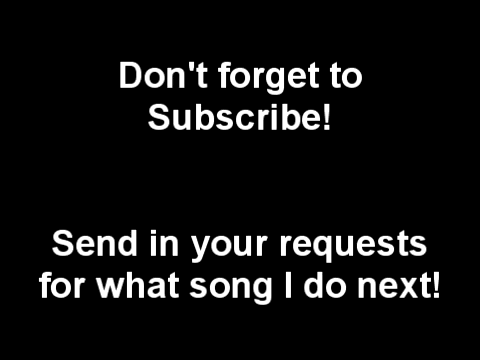 Don't forget to
Subscribe!
Send in your requests
for what song I do next!